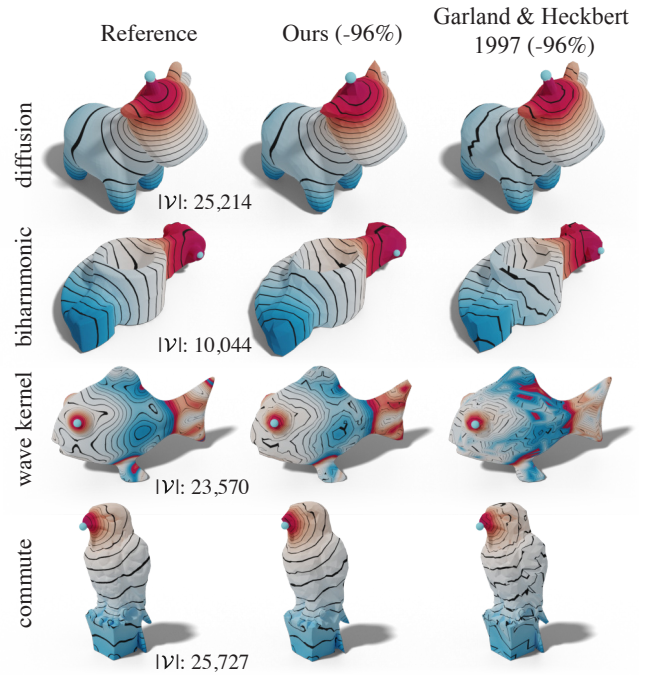 Reference
Ours (-96%)
Garland & Heckbert
1997 (-96%)
diffusion
|V|: 25,214
biharnmonic
|V|: 10,044
wave kernel
|V|: 23,570
commute
|V|: 25,727